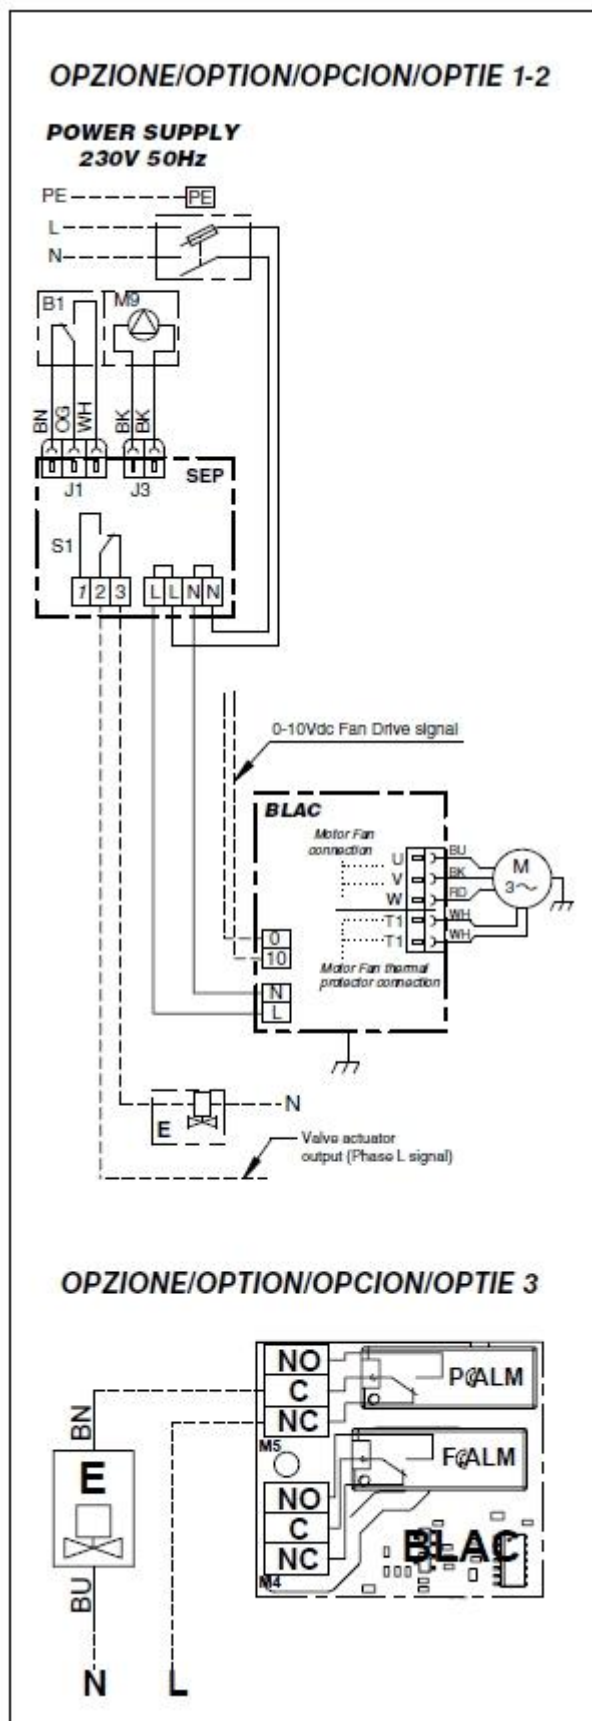 OPZIONE/OPTION/OPCION/OPTIE 1-2
POWER SUPPLY
230V 50Hz
PE PE
L
N
B1 M9
BN OG WH BK BK
J1 J3 SEP
S1
1 2 3 L L N N
0-10Vdc Fan Drive signal
BLAC
Motor Fan
connection
U BU
V BK
W RD
T1 WH
T1 WH
M
3~
Motor Fan thermal
protector connection
0
10
N
L
E N
Valve actuator
output (Phase L signal)
OPZIONE/OPTION/OPCION/OPTIE 3
NO
C
NC
P@ALM
M5
F@ALM
NO
C
NC
M4
BLAC
BN
E
BU
N L